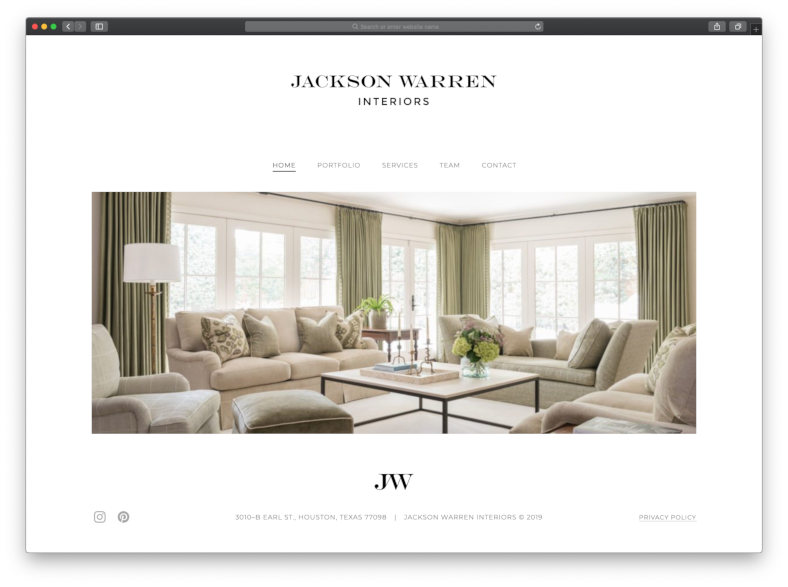 Search or enter website name
JACKSON WARREN
INTERIORS
HOME PORTFOLIO SERVICES TEAM CONTACT
JW
3010–B EARL ST., HOUSTON, TEXAS 77098 | JACKSON WARREN INTERIORS © 2019
PRIVACY POLICY